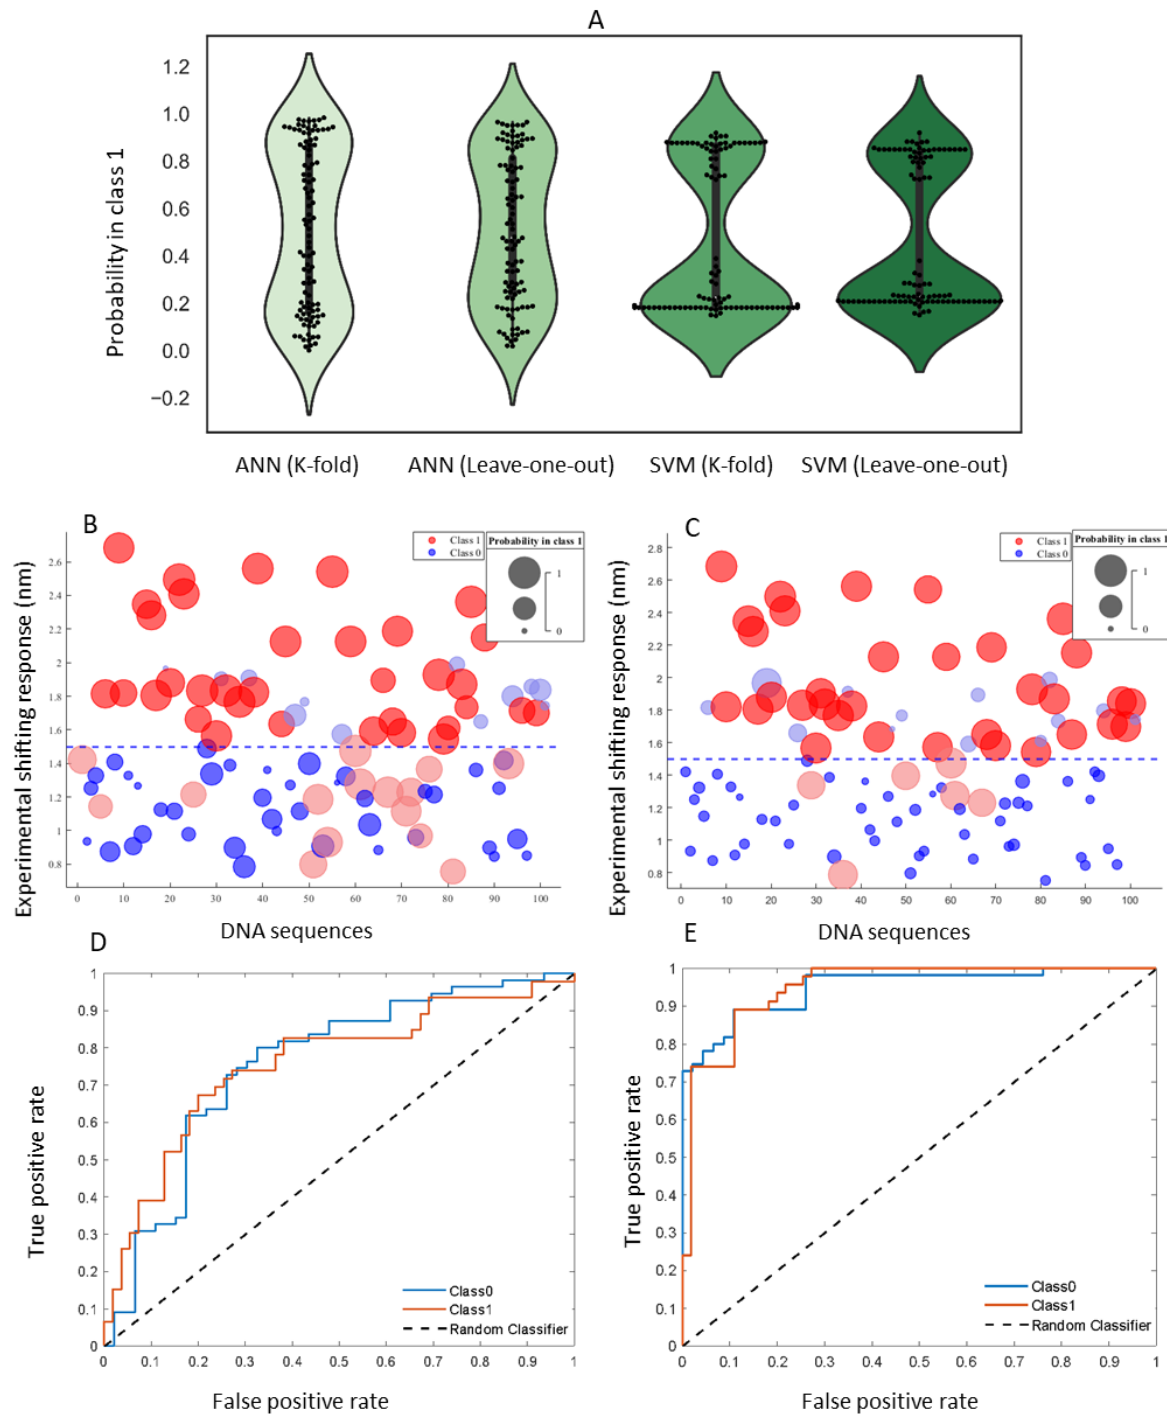 A
Probability in class 1
1.2
1.0
0.8
0.6
0.4
0.2
0.0
−0.2
ANN (K-fold) ANN (Leave-one-out) SVM (K-fold) SVM (Leave-one-out)
B
Experimental shifting response (nm)
2.6
2.4
2.2
2
1.8
1.6
1.4
1.2
1
0.8
0 10 20 30 40 50 60 70 80 90 100
DNA sequences
Class 1
Class 0
Probability in class 1
1
0
C
Experimental shifting response (nm)
2.8
2.6
2.4
2.2
2
1.8
1.6
1.4
1.2
1
0.8
0 10 20 30 40 50 60 70 80 90 100
DNA sequences
Class 1
Class 0
Probability in class 1
1
0
D
True positive rate
1
0.9
0.8
0.7
0.6
0.5
0.4
0.3
0.2
0.1
0
0 0.1 0.2 0.3 0.4 0.5 0.6 0.7 0.8 0.9 1
False positive rate
Class0
Class1
Random Classifier
E
True positive rate
1
0.9
0.8
0.7
0.6
0.5
0.4
0.3
0.2
0.1
0
0 0.1 0.2 0.3 0.4 0.5 0.6 0.7 0.8 0.9 1
False positive rate
Class0
Class1
Random Classifier